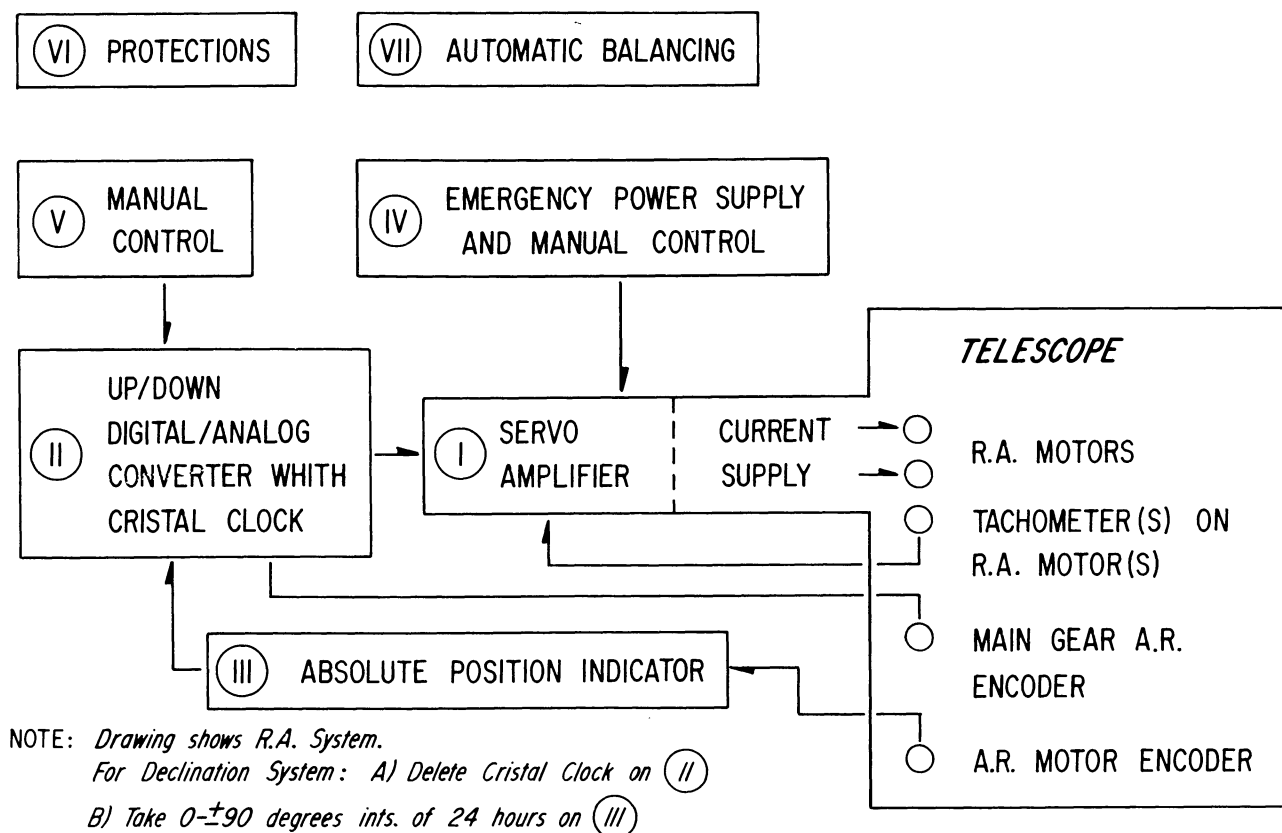 VI PROTECTIONS
VII AUTOMATIC BALANCING
V MANUAL
CONTROL
IV EMERGENCY POWER SUPPLY
AND MANUAL CONTROL
II UP/DOWN
DIGITAL/ANALOG
CONVERTER WHITH
CRISTAL CLOCK
I SERVO
AMPLIFIER
CURRENT
SUPPLY
TELESCOPE
R.A. MOTORS
TACHOMETER(S) ON
R.A. MOTOR(S)
MAIN GEAR A.R.
ENCODER
A.R. MOTOR ENCODER
III ABSOLUTE POSITION INDICATOR
NOTE: Drawing shows R.A. System.
For Declination System: A) Delete Cristal Clock on II
B) Take 0-±90 degrees ints. of 24 hours on III